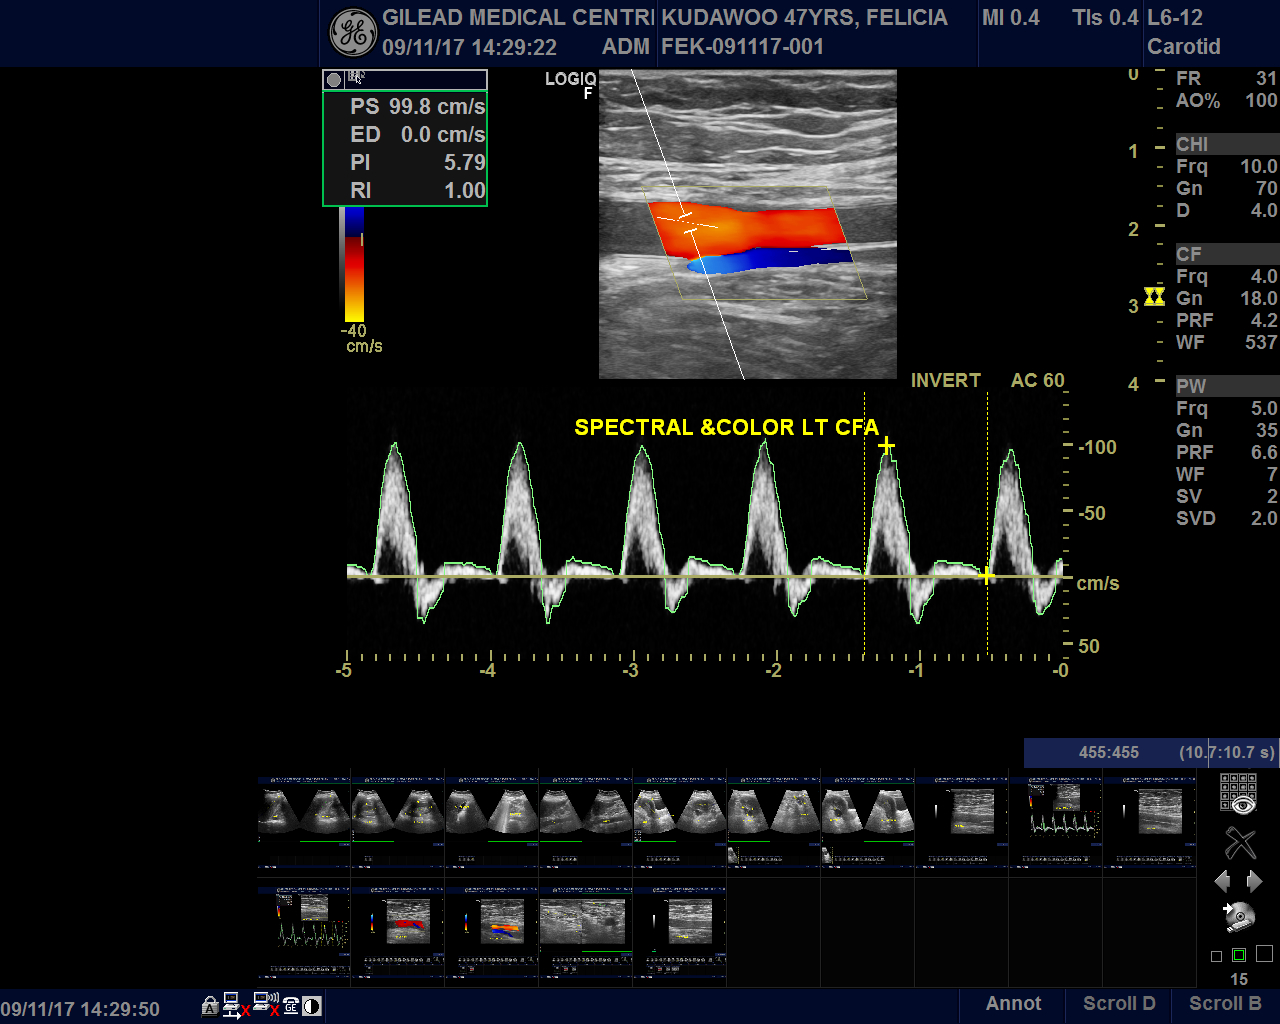 GILEAD MEDICAL CENTRE
09/11/17 14:29:22 ADM
KUDAWOO 47YRS, FELICIA
FEK-091117-001
MI 0.4 TIs 0.4
L6-12
Carotid
PS 99.8 cm/s
ED 0.0 cm/s
PI 5.79
RI 1.00
-40
cm/s
LOGIQ
F
0
1
2
3
4
FR 31
AO% 100
CHI
Frq 10.0
Gn 70
D 4.0
CF
Frq 4.0
Gn 18.0
PRF 4.2
WF 537
PW
Frq 5.0
Gn 35
PRF 6.6
WF 7
SV 2
SVD 2.0
INVERT AC 60
SPECTRAL &COLOR LT CFA
-100
-50
cm/s
50
-5 -4 -3 -2 -1 -0
455:455 (10.7:10.7 s)
15
09/11/17 14:29:50
A
GE
Annot Scroll D Scroll B